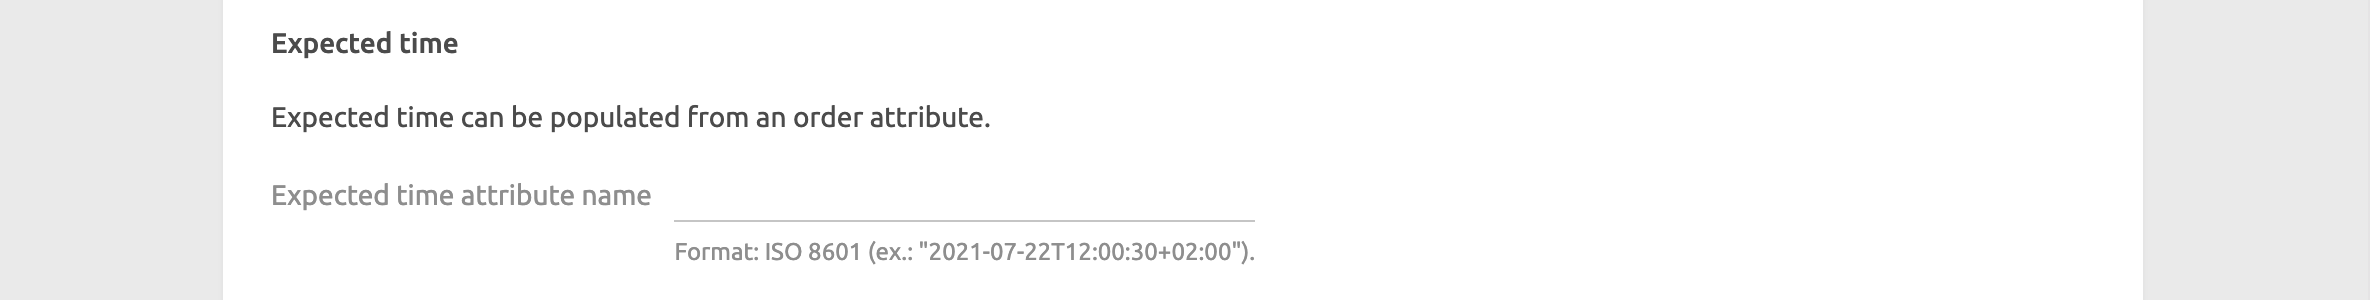 Expected time
Expected time can be populated from an order attribute.
Expected time attribute name
Format: ISO 8601 (ex.: "2021-07-22T12:00:30+02:00").